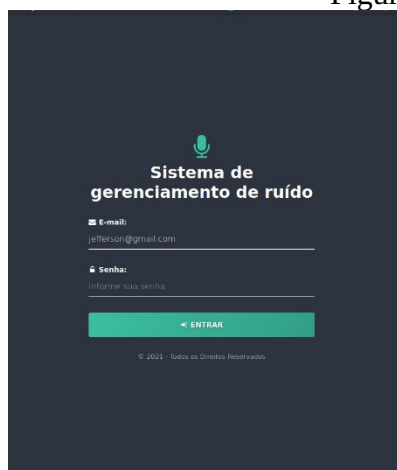 Sistema de
gerenciamento de ruído
E-mail:
jefferson@gmail.com
Senha:
Informe sua senha
ENTRAR
© 2021 - Todos os Direitos Reservados